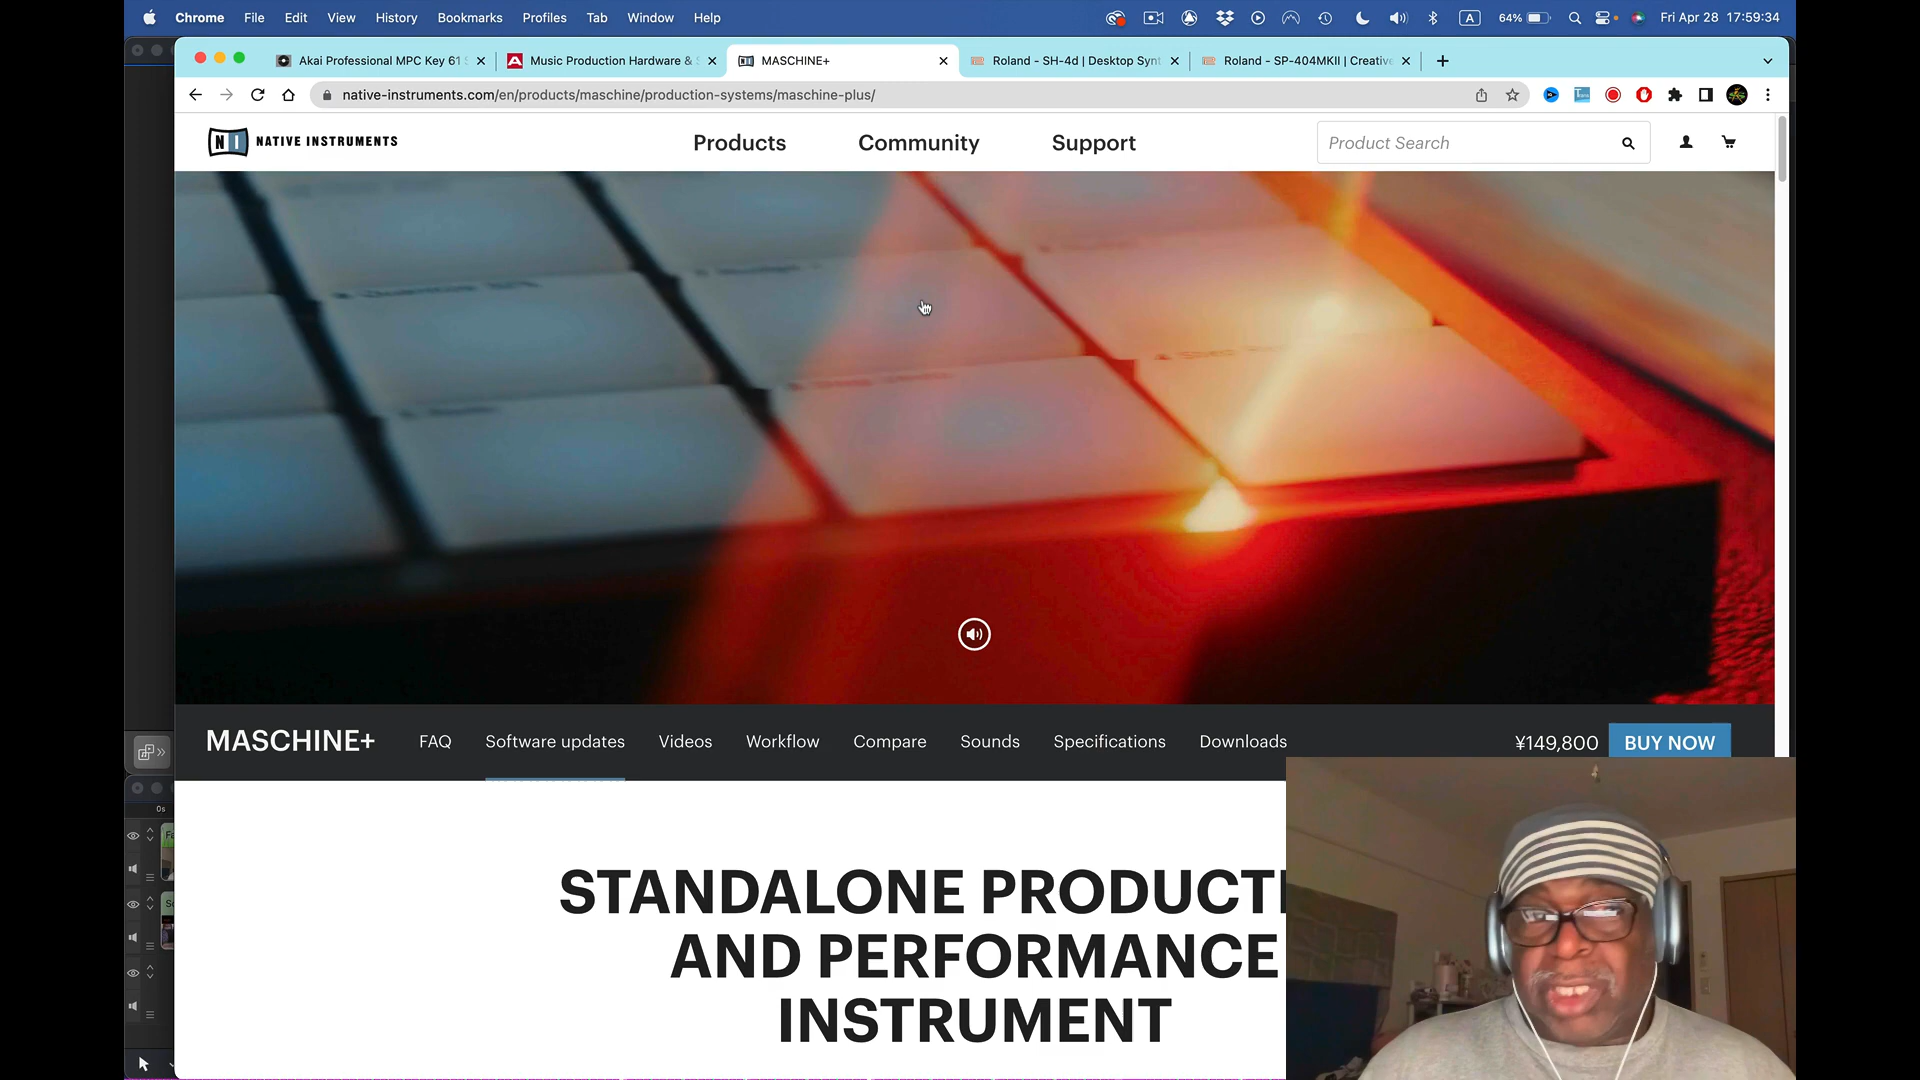 Chrome File Edit View History Bookmarks Profiles Tab Window Help A 64% Fri Apr 28 17:59:34
Akai Professional MPC Key 61 Music Production Hardware & MASCHINE+ Roland - SH-4d | Desktop Synt Roland - SP-404MKII | Creative
native-instruments.com/en/products/maschine/production-systems/maschine-plus/
NI NATIVE INSTRUMENTS Products Community Support Product Search
MASCHINE+ FAQ Software updates Videos Workflow Compare Sounds Specifications Downloads ¥149,800 BUY NOW
0s
STANDALONE PRODUCTI
AND PERFORMANCE
INSTRUMENT